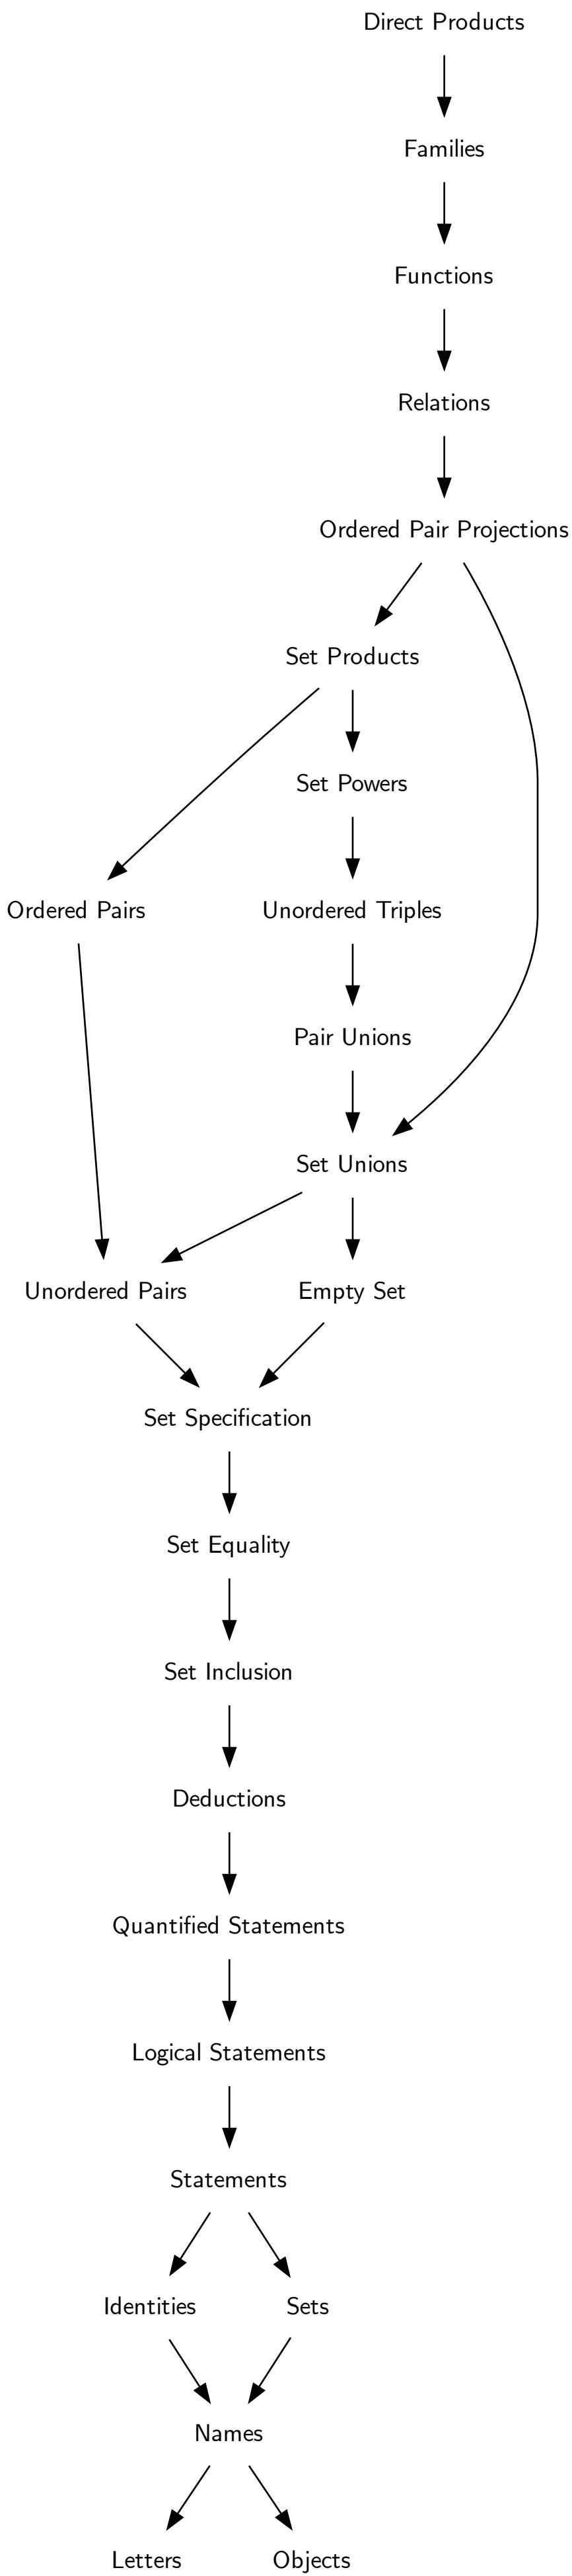 Direct Products
Families
Functions
Relations
Ordered Pair Projections
Set Products
Set Powers
Ordered Pairs
Unordered Triples
Pair Unions
Set Unions
Unordered Pairs
Empty Set
Set Specification
Set Equality
Set Inclusion
Deductions
Quantified Statements
Logical Statements
Statements
Identities
Sets
Names
Letters
Objects